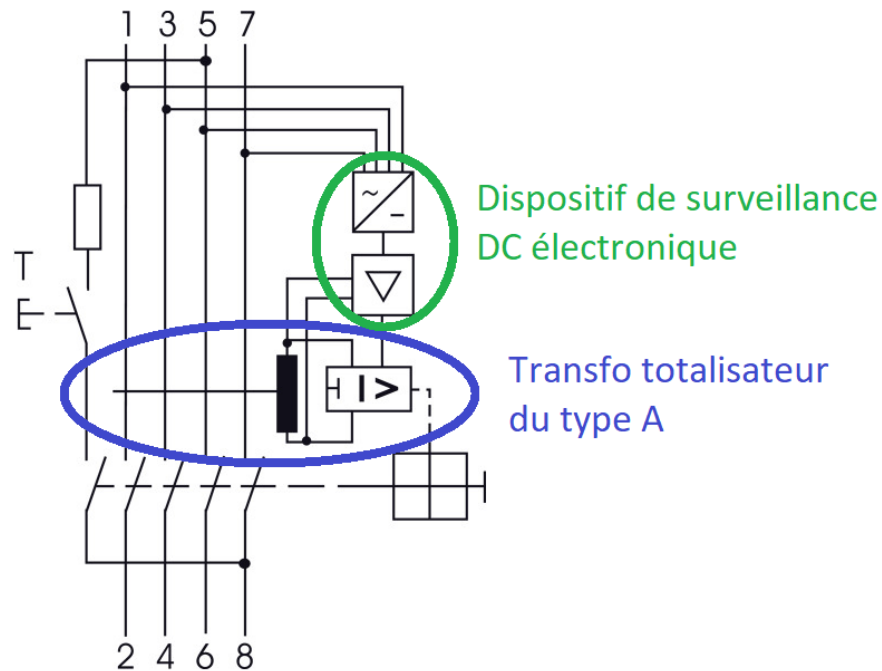 1 3 5 7
~
–
Dispositif de surveillance
DC électronique
T
I >
Transfo totalisateur
du type A
2 4 6 8